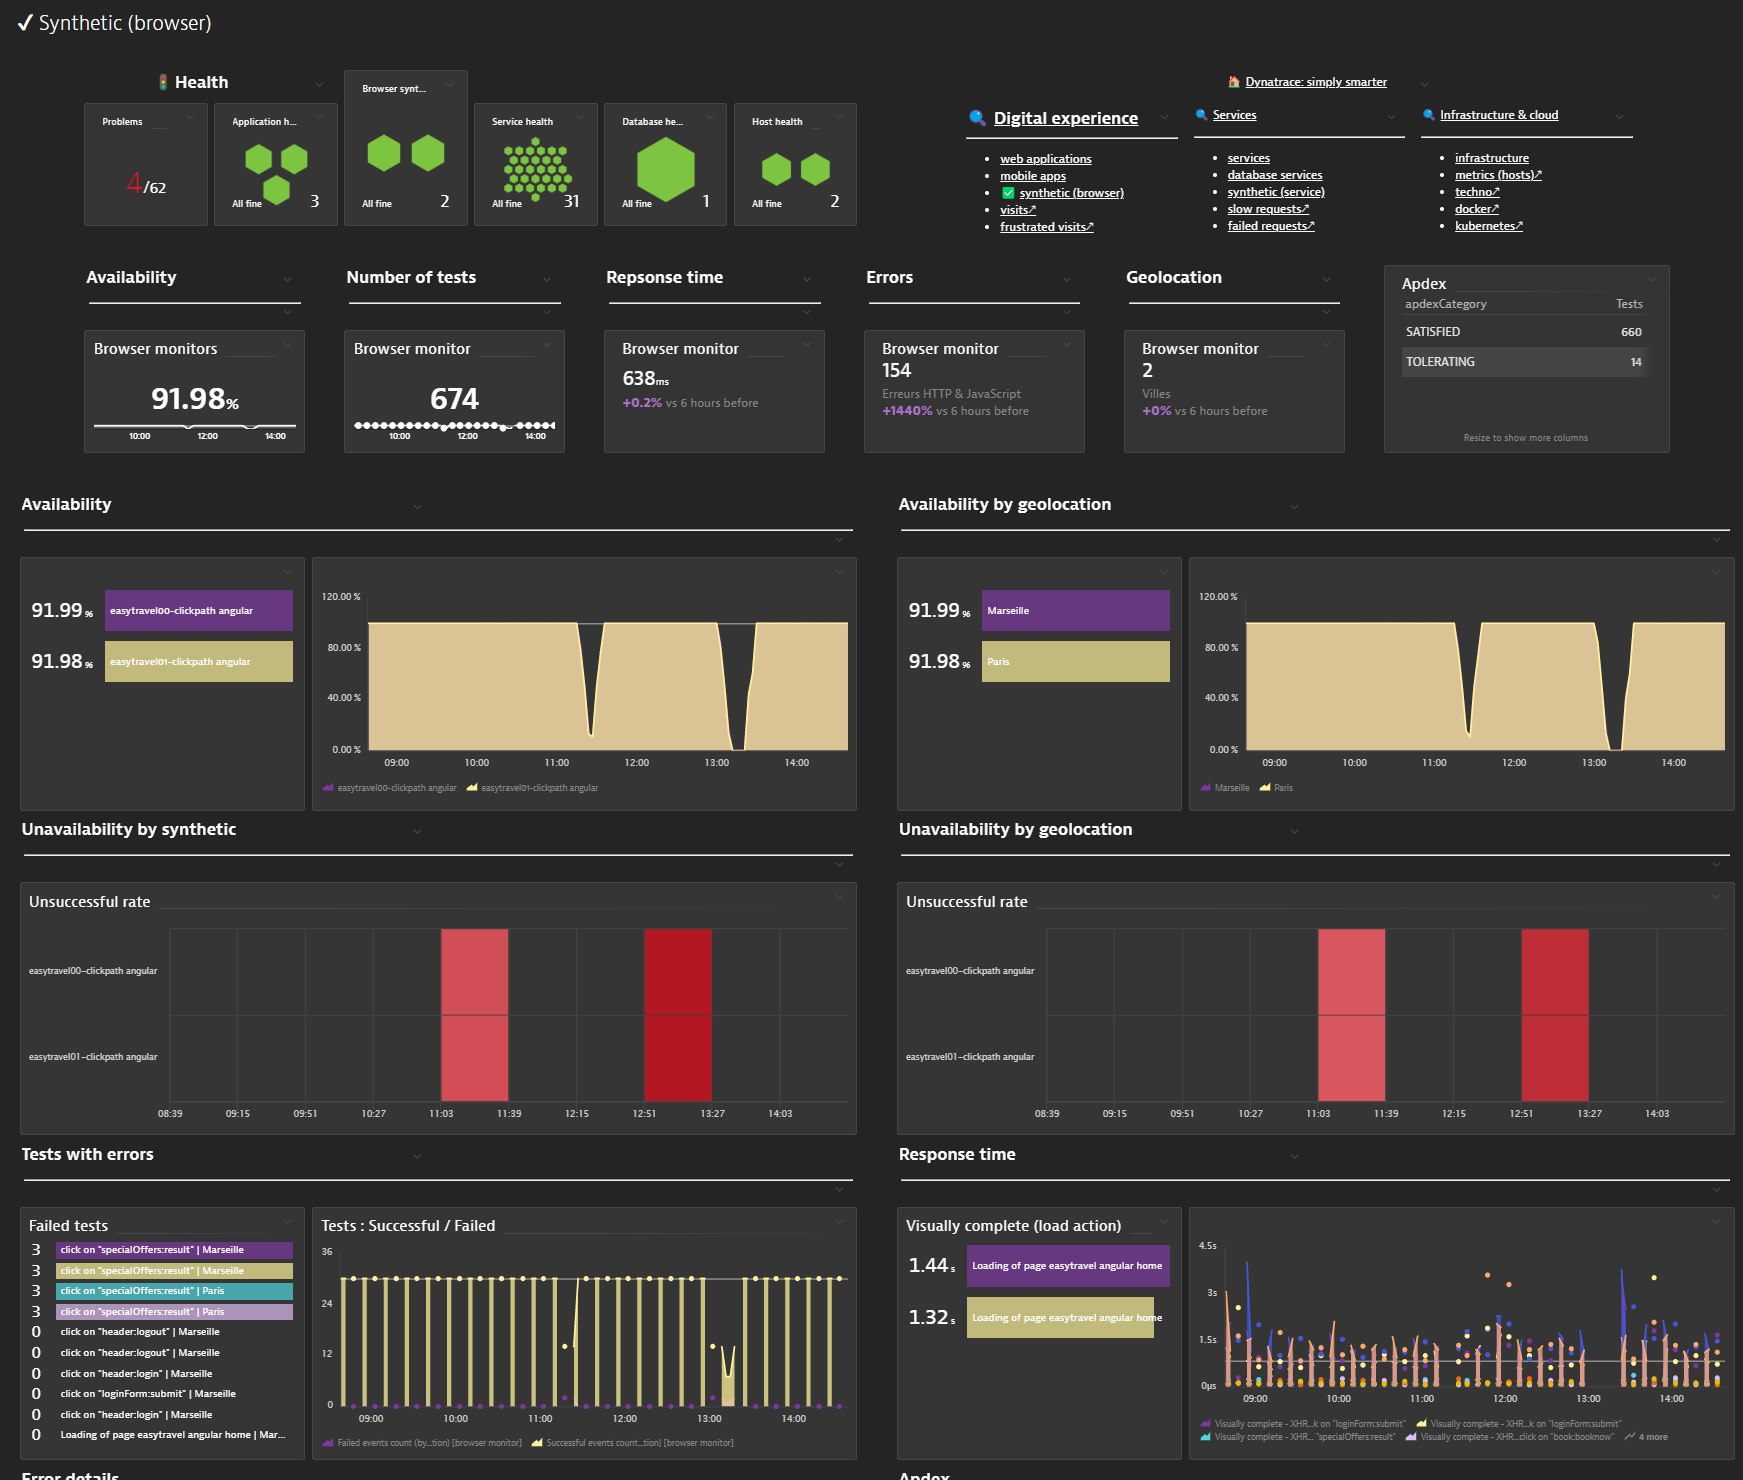 ✔ Synthetic (browser)
Health
Problems
4/62
Application h...
All fine
3
Browser synt...
All fine
2
Service health
All fine
31
Database he...
All fine
1
Host health
All fine
2
Dynatrace: simply smarter
Digital experience
web applications
mobile apps
synthetic (browser)
visits↗
frustrated visits↗
Services
services
database services
synthetic (service)
slow requests↗
failed requests↗
Infrastructure & cloud
infrastructure
metrics (hosts)↗
techno↗
docker↗
kubernetes↗
Availability
Browser monitors
91.98%
10:00 12:00 14:00
Number of tests
Browser monitor
674
10:00 12:00 14:00
Repsonse time
Browser monitor
638ms
+0.2% vs 6 hours before
Errors
Browser monitor
154
Erreurs HTTP & JavaScript
+1440% vs 6 hours before
Geolocation
Browser monitor
2
Villes
+0% vs 6 hours before
Apdex
apdexCategory Tests
SATISFIED 660
TOLERATING 14
Resize to show more columns
Availability
91.99 % easytravel00-clickpath angular
91.98 % easytravel01-clickpath angular
120.00 %
80.00 %
40.00 %
0.00 %
09:00 10:00 11:00 12:00 13:00 14:00
easytravel00-clickpath angular easytravel01-clickpath angular
Availability by geolocation
91.99 % Marseille
91.98 % Paris
120.00 %
80.00 %
40.00 %
0.00 %
09:00 10:00 11:00 12:00 13:00 14:00
Marseille Paris
Unavailability by synthetic
Unsuccessful rate
easytravel00-clickpath angular
easytravel01-clickpath angular
08:39 09:15 09:51 10:27 11:03 11:39 12:15 12:51 13:27 14:03
Unavailability by geolocation
Unsuccessful rate
easytravel00-clickpath angular
easytravel01-clickpath angular
08:39 09:15 09:51 10:27 11:03 11:39 12:15 12:51 13:27 14:03
Tests with errors
Failed tests
3 click on "specialOffers:result" | Marseille
3 click on "specialOffers:result" | Marseille
3 click on "specialOffers:result" | Paris
3 click on "specialOffers:result" | Paris
0 click on "header:logout" | Marseille
0 click on "header:logout" | Marseille
0 click on "header:login" | Marseille
0 click on "loginForm:submit" | Marseille
0 click on "header:login" | Marseille
0 Loading of page easytravel angular home | Mar...
Tests : Successful / Failed
36
24
12
0
09:00 10:00 11:00 12:00 13:00 14:00
Failed events count (by...tion) [browser monitor] Successful events count...tion) [browser monitor]
Response time
Visually complete (load action)
1.44 s Loading of page easytravel angular home
1.32 s Loading of page easytravel angular home
4.5s
3s
1.5s
0µs
09:00 10:00 11:00 12:00 13:00 14:00
Visually complete - XHR...k on "loginForm:submit" Visually complete - XHR...k on "loginForm:submit"
Visually complete - XHR... "specialOffers:result" Visually complete - XHR...click on "book:booknow" 4 more
Error details
Apdex